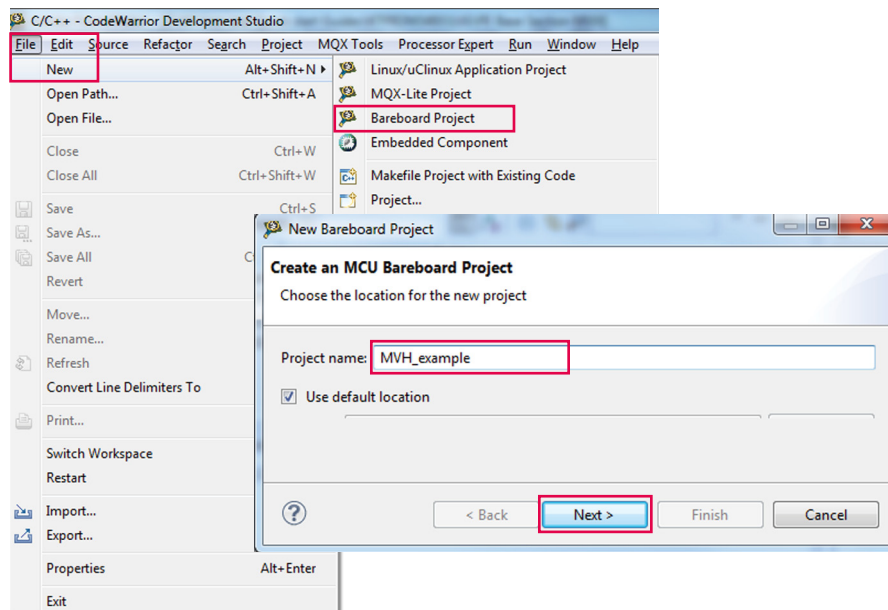 C/C++ - CodeWarrior Development Studio
File Edit Source Refactor Search Project MQX Tools Processor Expert Run Window Help
New Alt+Shift+N
Open Path... Ctrl+Shift+A
Open File...
Close Ctrl+W
Close All Ctrl+Shift+W
Save Ctrl+S
Save As...
Save All
Revert
Move...
Rename...
Refresh
Convert Line Delimiters To
Print...
Switch Workspace
Restart
Import...
Export...
Properties Alt+Enter
Exit
Linux/uClinux Application Project
MQX-Lite Project
Bareboard Project
Embedded Component
Makefile Project with Existing Code
Project...
New Bareboard Project
Create an MCU Bareboard Project
Choose the location for the new project
Project name: MVH_example
Use default location
< Back Next > Finish Cancel